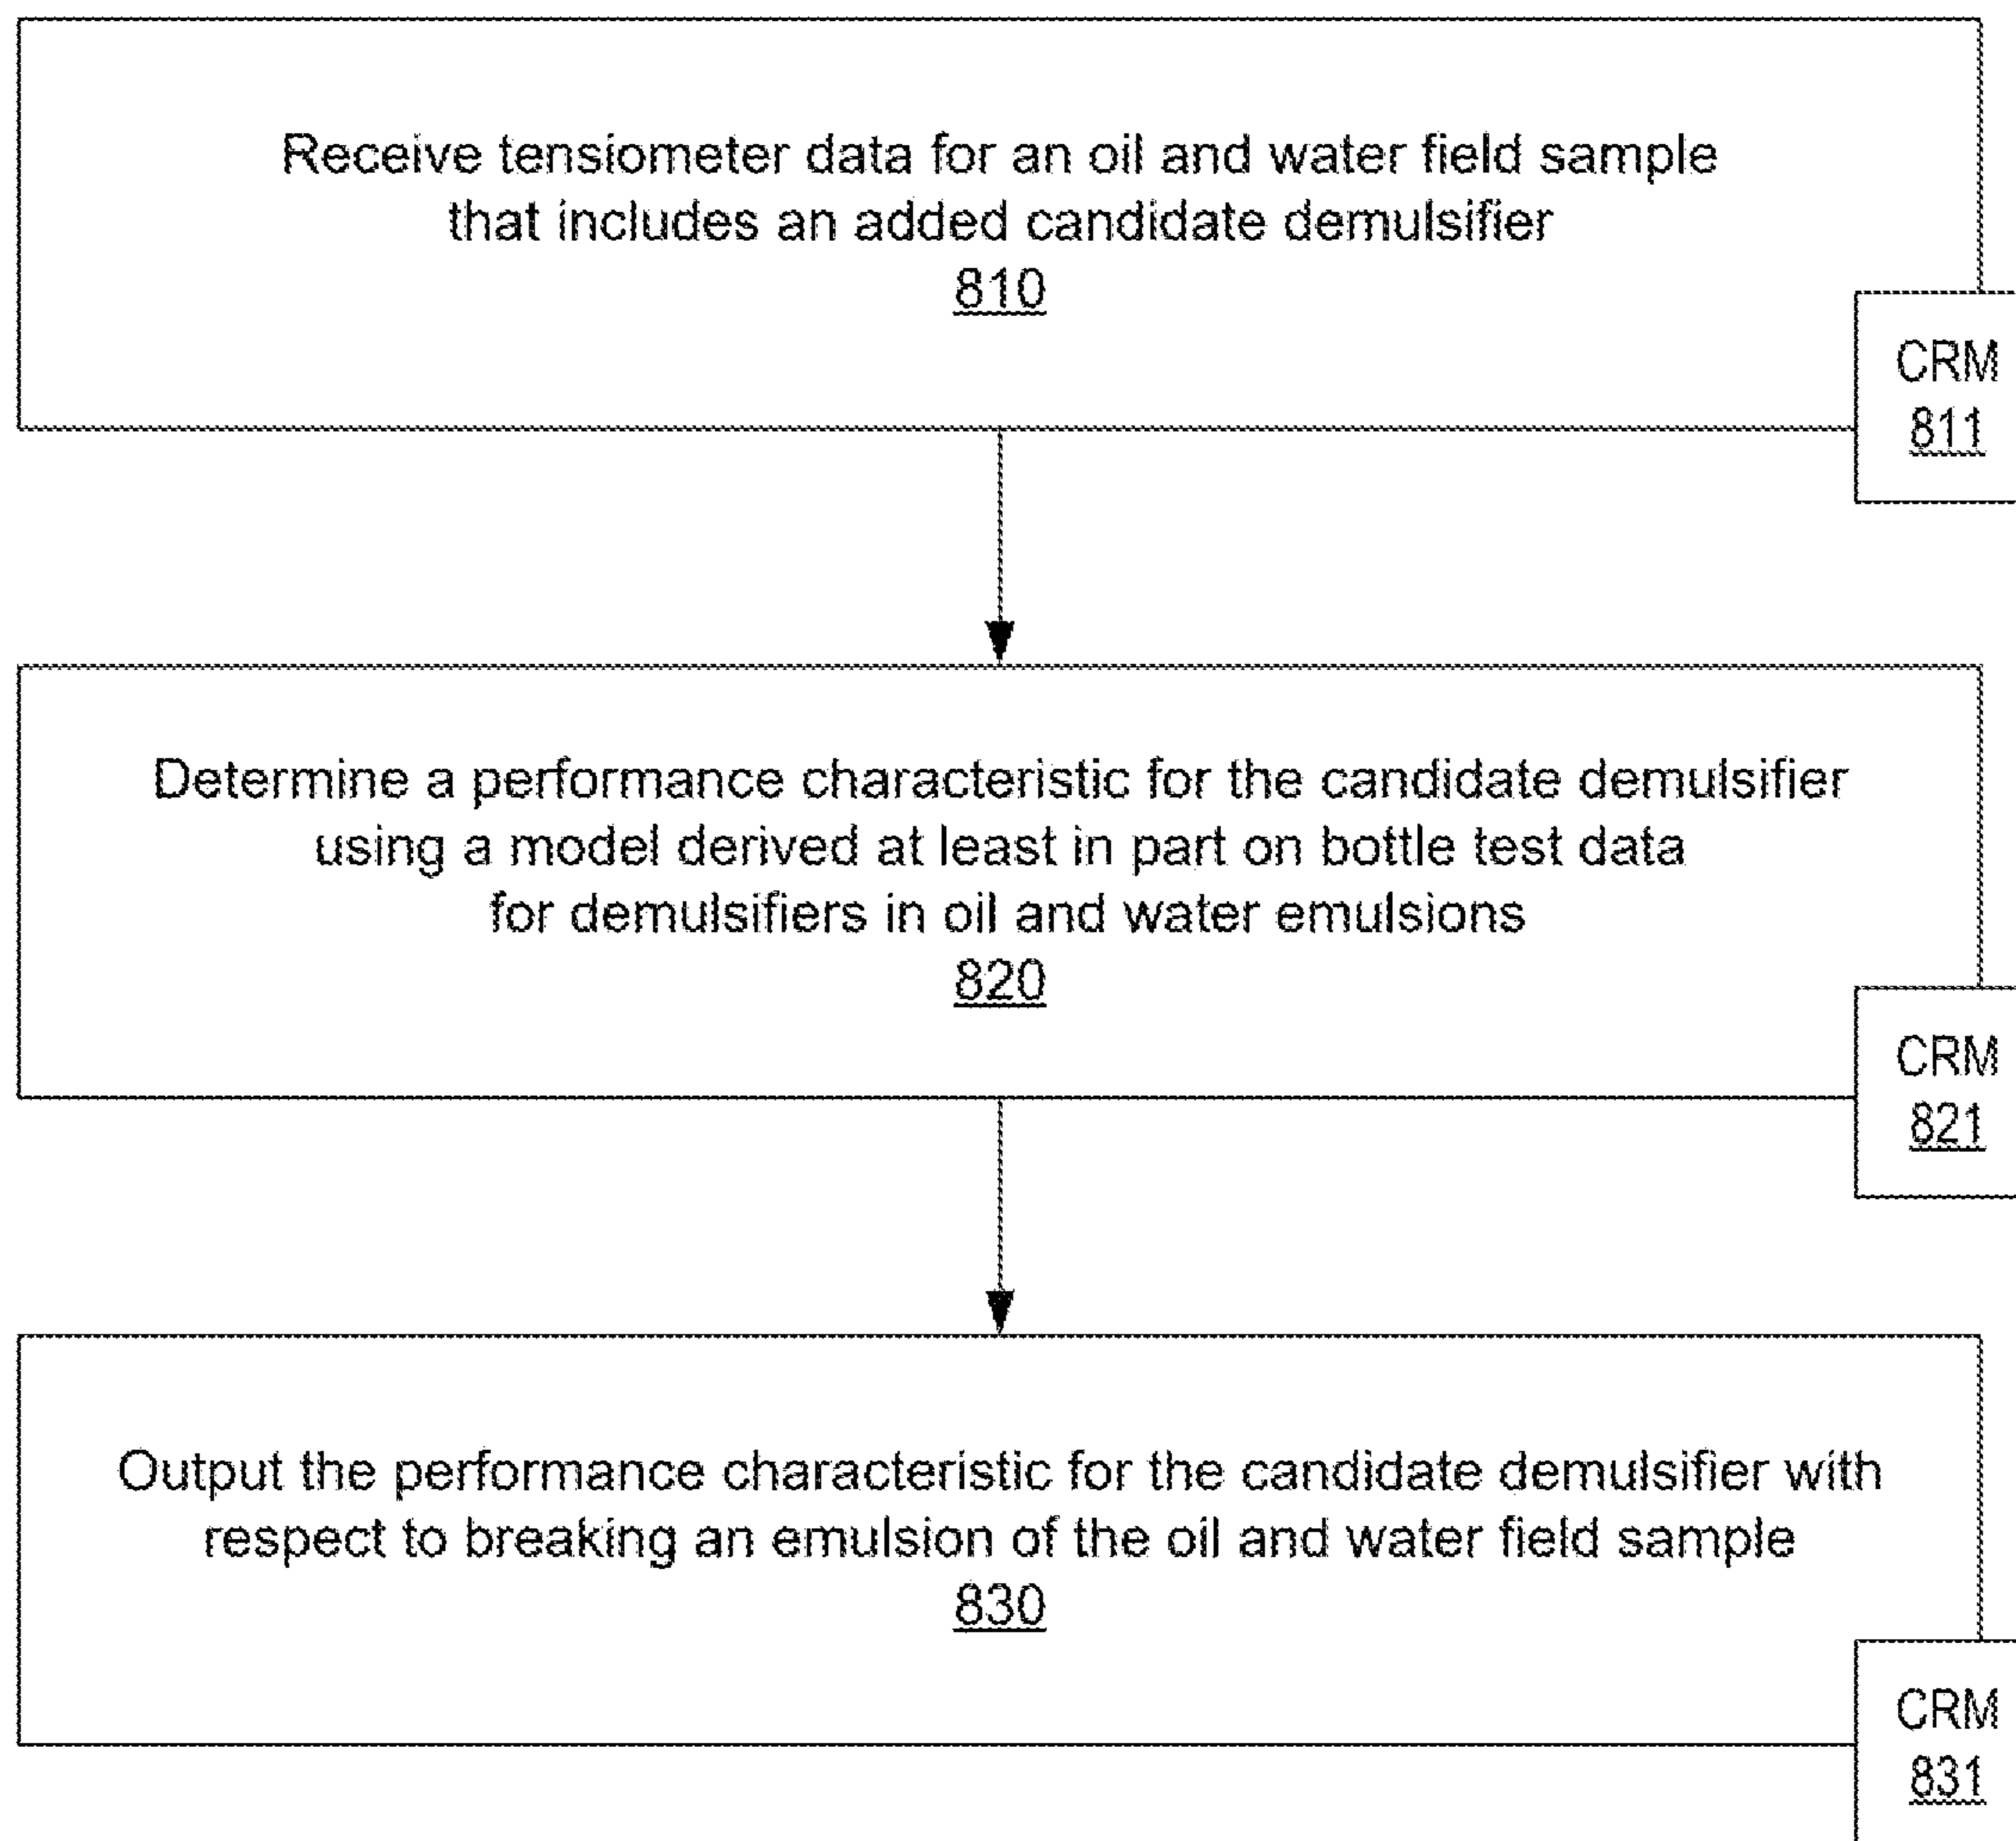 Receive tensiometer data for an oil and water field sample
that includes an added candidate demulsifier
810
CRM
811
Determine a performance characteristic for the candidate demulsifier
using a model derived at least in part on bottle test data
for demulsifiers in oil and water emulsions
820
CRM
821
Output the performance characteristic for the candidate demulsifier with
respect to breaking an emulsion of the oil and water field sample
830
CRM
831